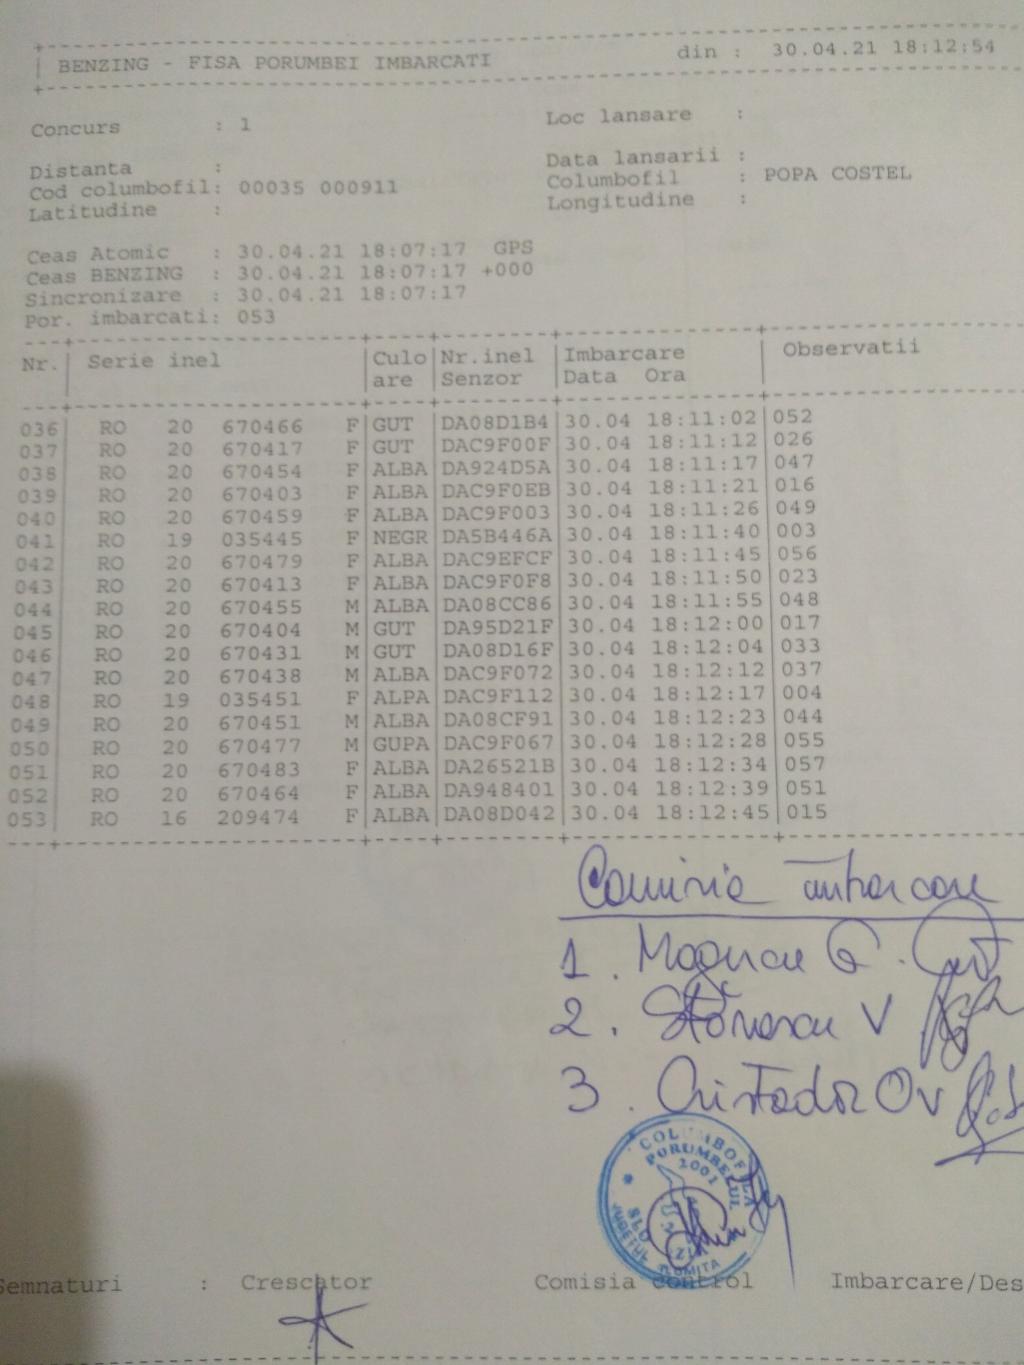 BENZING - FISA PORUMBEI IMBARCATI din : 30.04.21 18:12:54
Concurs : 1 Loc lansare :
Distanta : Data lansarii :
Cod columbofil: 00035 000911 Columbofil : POPA COSTEL
Latitudine : Longitudine :
Ceas Atomic : 30.04.21 18:07:17 GPS
Ceas BENZING : 30.04.21 18:07:17 +000
Sincronizare : 30.04.21 18:07:17
Por. imbarcati: 053
Nr. Serie inel Culo Nr.inel Imbarcare Observatii
are Senzor Data Ora
036 RO 20 670466 F GUT DA08D1B4 30.04 18:11:02 052
037 RO 20 670417 F GUT DAC9F00F 30.04 18:11:12 026
038 RO 20 670454 F ALBA DA924D5A 30.04 18:11:17 047
039 RO 20 670403 F ALBA DAC9F0EB 30.04 18:11:21 016
040 RO 20 670459 F ALBA DAC9F003 30.04 18:11:26 049
041 RO 19 035445 F NEGR DA5B446A 30.04 18:11:40 003
042 RO 20 670479 F ALBA DAC9EFCF 30.04 18:11:45 056
043 RO 20 670413 F ALBA DAC9F0F8 30.04 18:11:50 023
044 RO 20 670455 M ALBA DA08CC86 30.04 18:11:55 048
045 RO 20 670404 M GUT DA95D21F 30.04 18:12:00 017
046 RO 20 670431 M GUT DA08D16F 30.04 18:12:04 033
047 RO 20 670438 M ALBA DAC9F072 30.04 18:12:12 037
048 RO 19 035451 F ALPA DAC9F112 30.04 18:12:17 004
049 RO 20 670451 M ALBA DA08CF91 30.04 18:12:23 044
050 RO 20 670477 M GUPA DAC9F067 30.04 18:12:28 055
051 RO 20 670483 F ALBA DA26521B 30.04 18:12:34 057
052 RO 20 670464 F ALBA DA948401 30.04 18:12:39 051
053 RO 16 209474 F ALBA DA08D042 30.04 18:12:45 015
Comisie îmbarcare
1. G.
2. Stănescu V
3. Cristador Ov
COLUMBOFILA
PORUMBELUL
2001
JUDETUL IALOMITA
Semnaturi : Crescator Comisia control Imbarcare/Des